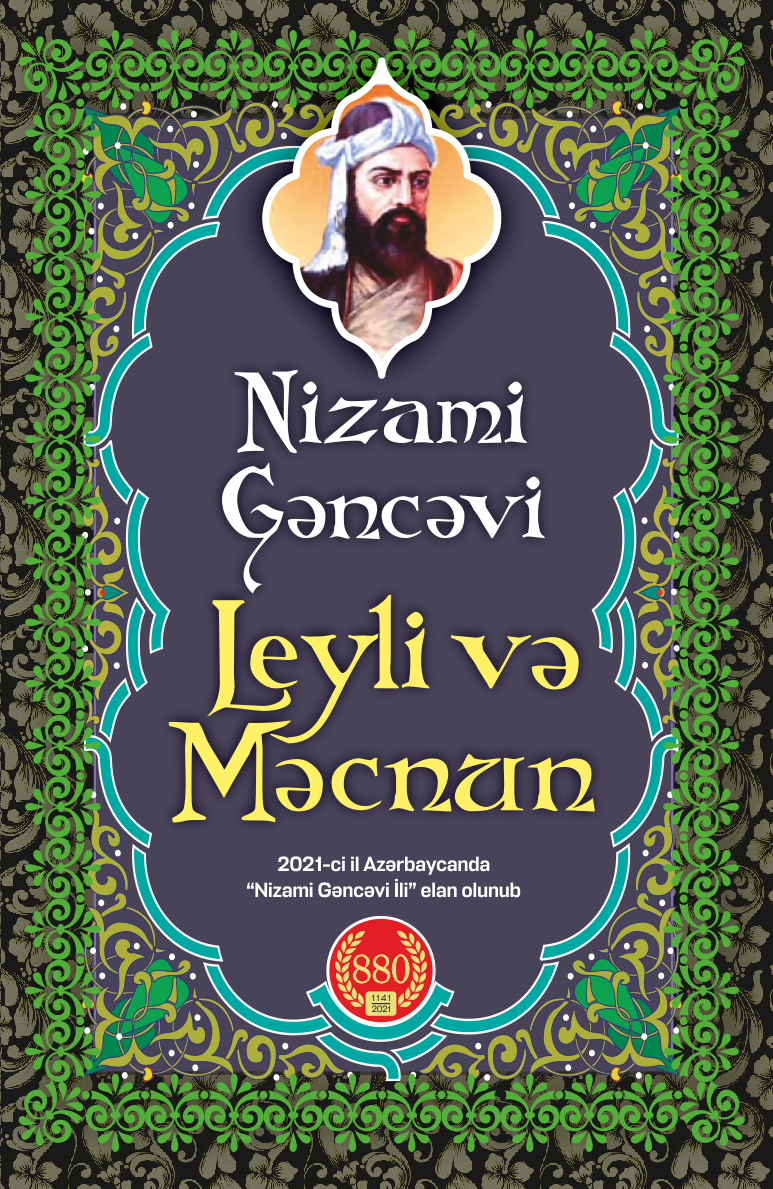 Nizami
Gəncəvi
Leyli və
Məcnun
2021-ci il Azərbaycanda
“Nizami Gəncəvi İli” elan olunub
880
1141
2021